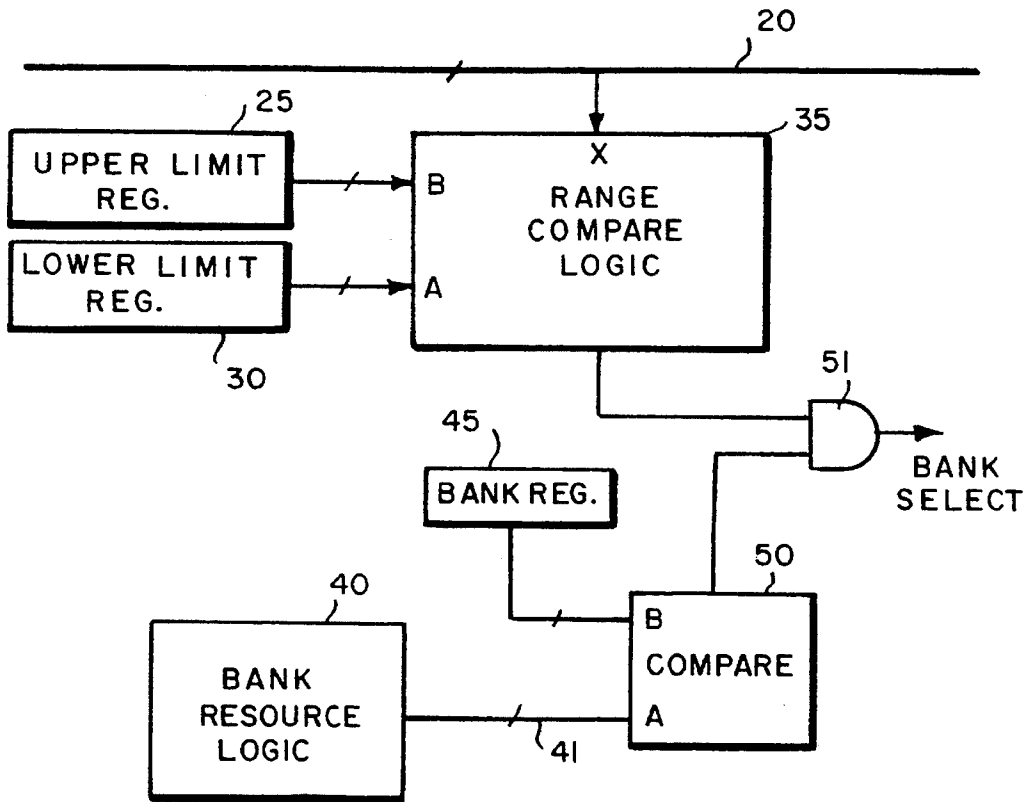 20
25
35
UPPER LIMIT
REG.
X
B
RANGE
COMPARE
LOGIC
LOWER LIMIT
REG.
A
30
51
45
BANK
SELECT
BANK REG.
50
40
B
COMPARE
A
BANK
RESOURCE
LOGIC
41